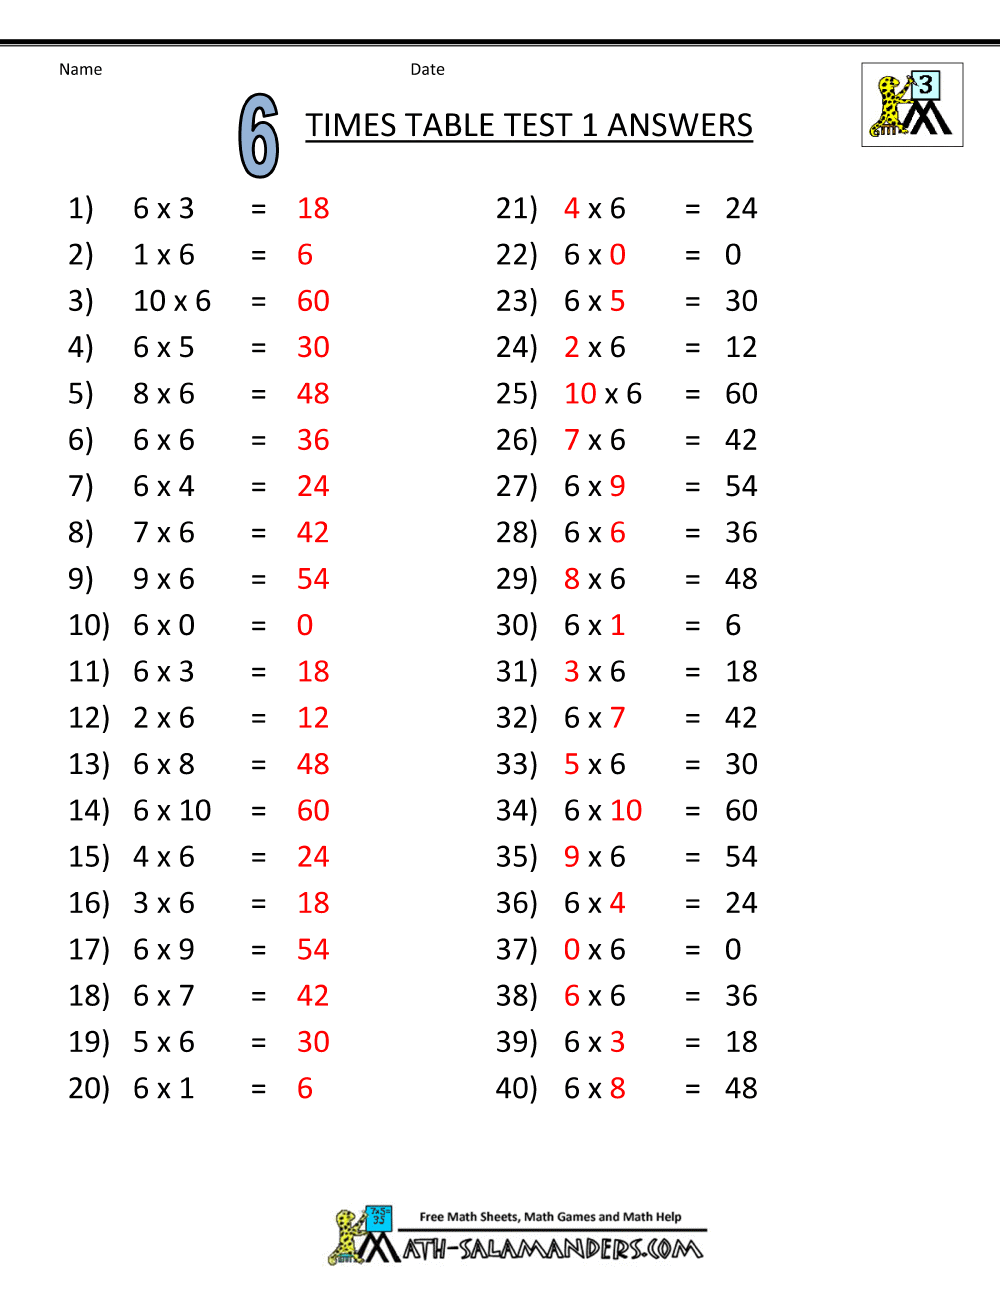 Name Date
3
6 TIMES TABLE TEST 1 ANSWERS
1) 6 x 3 = 18 21) 4 x 6 = 24
2) 1 x 6 = 6 22) 6 x 0 = 0
3) 10 x 6 = 60 23) 6 x 5 = 30
4) 6 x 5 = 30 24) 2 x 6 = 12
5) 8 x 6 = 48 25) 10 x 6 = 60
6) 6 x 6 = 36 26) 7 x 6 = 42
7) 6 x 4 = 24 27) 6 x 9 = 54
8) 7 x 6 = 42 28) 6 x 6 = 36
9) 9 x 6 = 54 29) 8 x 6 = 48
10) 6 x 0 = 0 30) 6 x 1 = 6
11) 6 x 3 = 18 31) 3 x 6 = 18
12) 2 x 6 = 12 32) 6 x 7 = 42
13) 6 x 8 = 48 33) 5 x 6 = 30
14) 6 x 10 = 60 34) 6 x 10 = 60
15) 4 x 6 = 24 35) 9 x 6 = 54
16) 3 x 6 = 18 36) 6 x 4 = 24
17) 6 x 9 = 54 37) 0 x 6 = 0
18) 6 x 7 = 42 38) 6 x 6 = 36
19) 5 x 6 = 30 39) 6 x 3 = 18
20) 6 x 1 = 6 40) 6 x 8 = 48
7x5=
35
Free Math Sheets, Math Games and Math Help
MATH-SALAMANDERS.COM